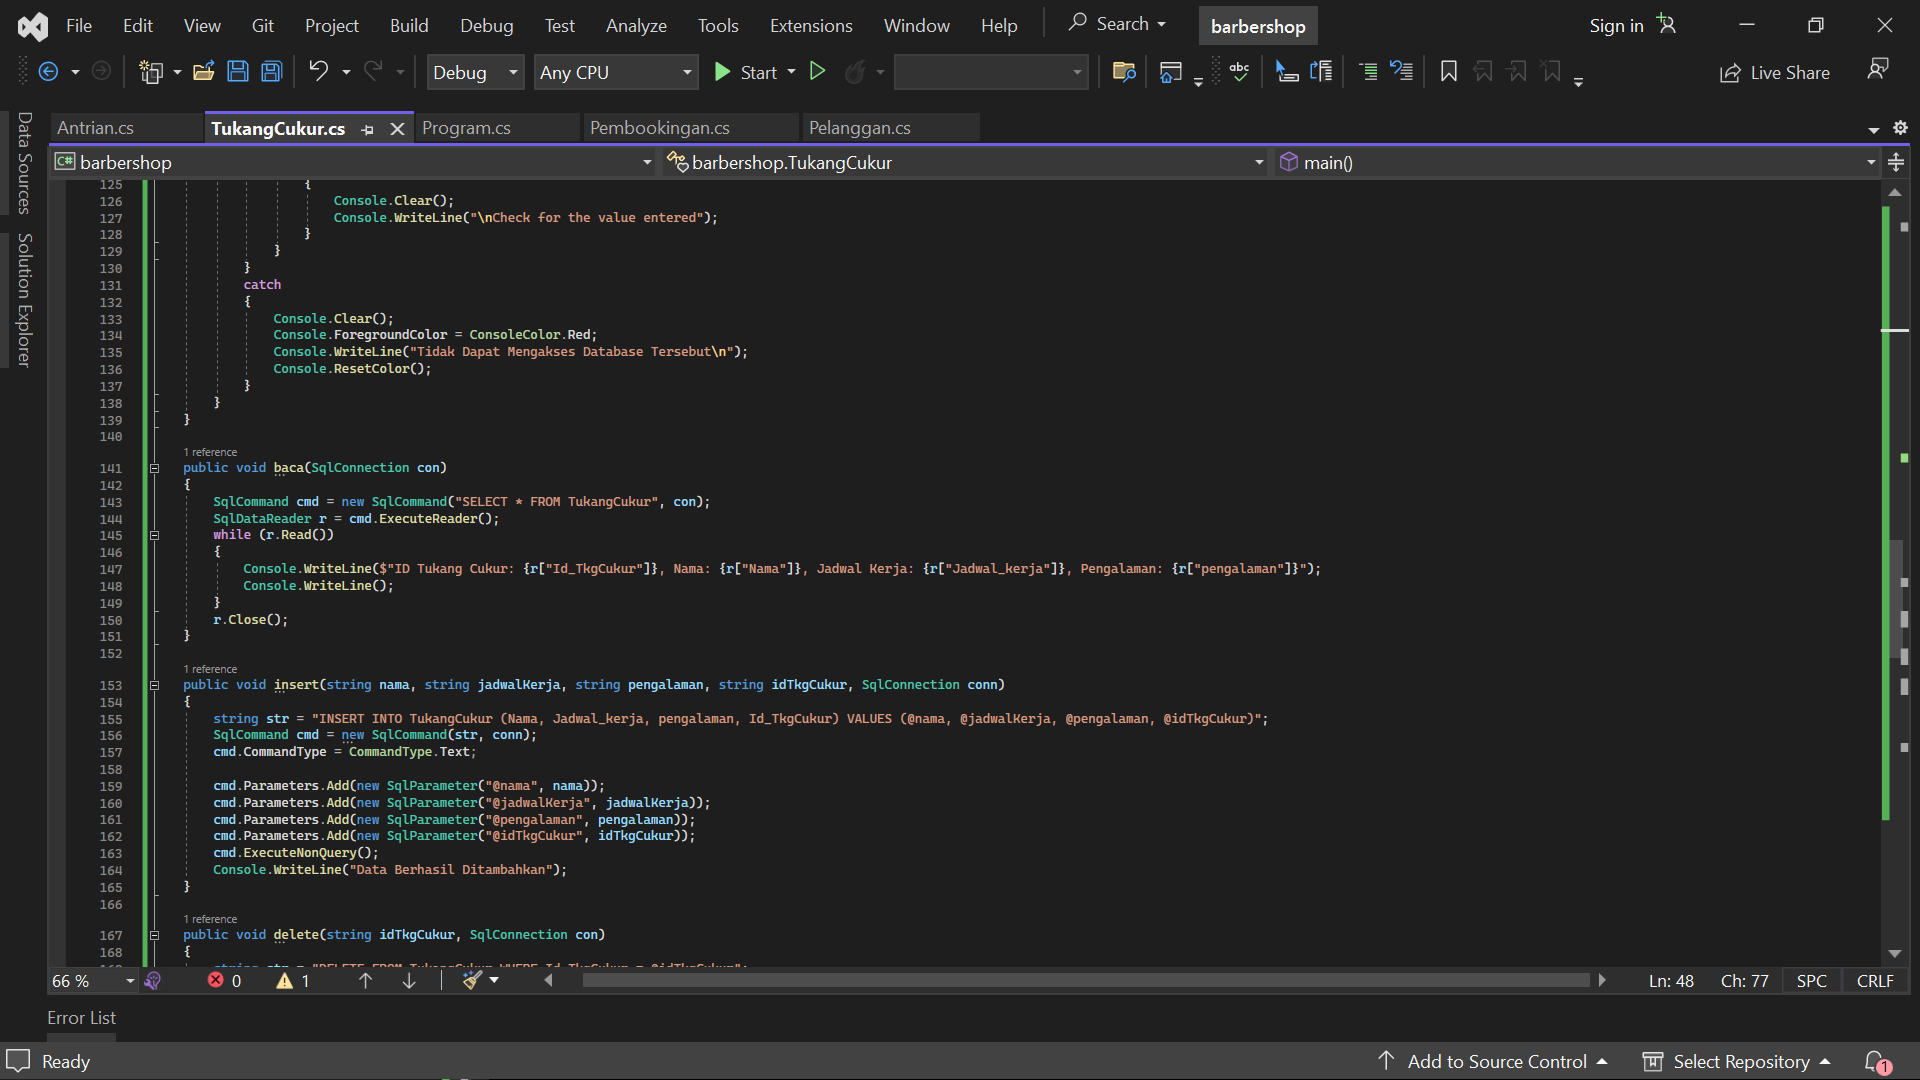 File Edit View Git Project Build Debug Test Analyze Tools Extensions Window Help Search barbershop Sign in
Debug Any CPU Start Live Share
Data Sources
Solution Explorer
Antrian.cs TukangCukur.cs Program.cs Pembookingan.cs Pelanggan.cs
C# barbershop barbershop.TukangCukur main()
125 {
126 Console.Clear();
127 Console.WriteLine("\nCheck for the value entered");
128 }
129 }
130 }
131 catch
132 {
133 Console.Clear();
134 Console.ForegroundColor = ConsoleColor.Red;
135 Console.WriteLine("Tidak Dapat Mengakses Database Tersebut\n");
136 Console.ResetColor();
137 }
138 }
139 }
140
1 reference
141 public void baca(SqlConnection con)
142 {
143 SqlCommand cmd = new SqlCommand("SELECT * FROM TukangCukur", con);
144 SqlDataReader r = cmd.ExecuteReader();
145 while (r.Read())
146 {
147 Console.WriteLine($"ID Tukang Cukur: {r["Id_TkgCukur"]}, Nama: {r["Nama"]}, Jadwal Kerja: {r["Jadwal_kerja"]}, Pengalaman: {r["pengalaman"]}");
148 Console.WriteLine();
149 }
150 r.Close();
151 }
152
1 reference
153 public void insert(string nama, string jadwalKerja, string pengalaman, string idTkgCukur, SqlConnection conn)
154 {
155 string str = "INSERT INTO TukangCukur (Nama, Jadwal_kerja, pengalaman, Id_TkgCukur) VALUES (@nama, @jadwalKerja, @pengalaman, @idTkgCukur)";
156 SqlCommand cmd = new SqlCommand(str, conn);
157 cmd.CommandType = CommandType.Text;
158
159 cmd.Parameters.Add(new SqlParameter("@nama", nama));
160 cmd.Parameters.Add(new SqlParameter("@jadwalKerja", jadwalKerja));
161 cmd.Parameters.Add(new SqlParameter("@pengalaman", pengalaman));
162 cmd.Parameters.Add(new SqlParameter("@idTkgCukur", idTkgCukur));
163 cmd.ExecuteNonQuery();
164 Console.WriteLine("Data Berhasil Ditambahkan");
165 }
166
1 reference
167 public void delete(string idTkgCukur, SqlConnection con)
168 {
66 % 0 1 Ln: 48 Ch: 77 SPC CRLF
Error List
Ready Add to Source Control Select Repository 1